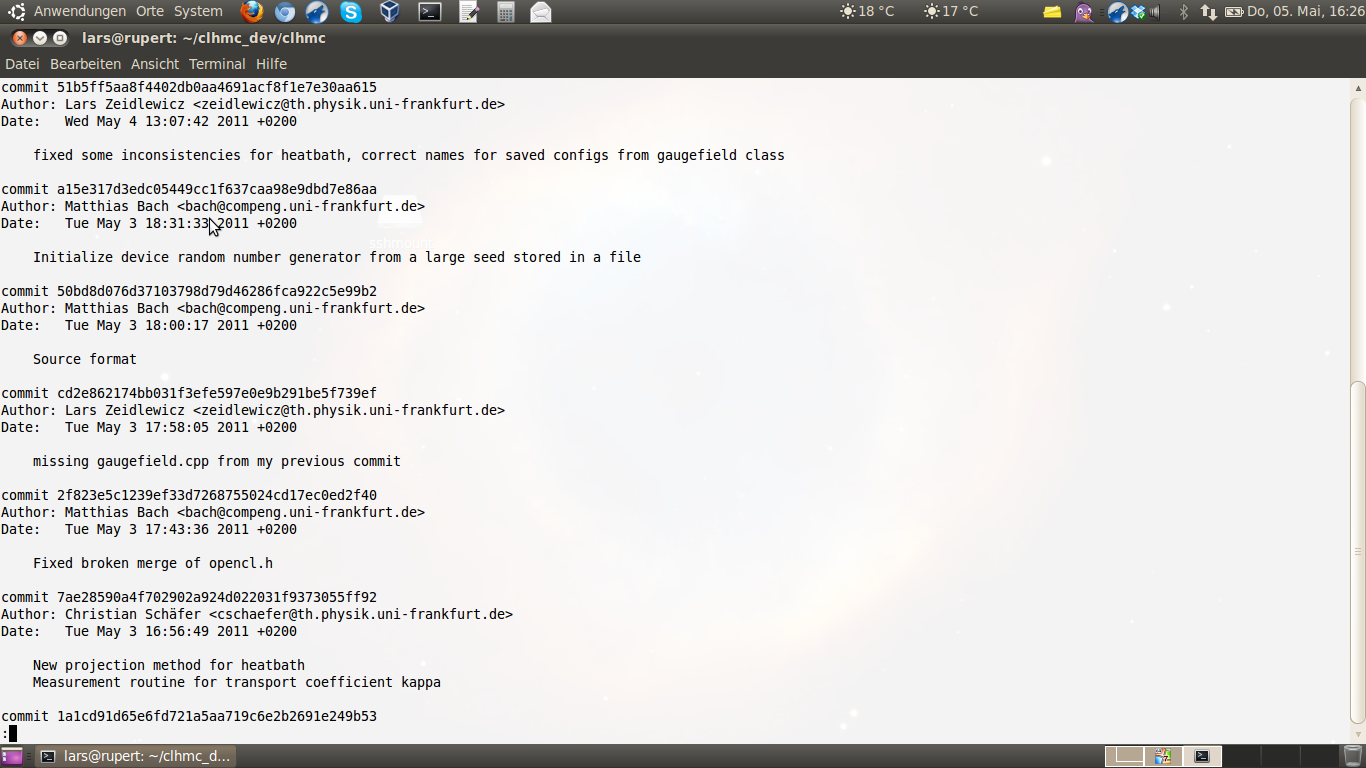 Anwendungen Orte System 18 °C 17 °C Do, 05. Mai, 16:26
lars@rupert: ~/clhmc_dev/clhmc
Datei Bearbeiten Ansicht Terminal Hilfe
commit 51b5ff5aa8f4402db0aa4691acf8f1e7e30aa615
Author: Lars Zeidlewicz <zeidlewicz@th.physik.uni-frankfurt.de>
Date:   Wed May 4 13:07:42 2011 +0200
fixed some inconsistencies for heatbath, correct names for saved configs from gaugefield class
commit a15e317d3edc05449cc1f637caa98e9dbd7e86aa
Author: Matthias Bach <bach@compeng.uni-frankfurt.de>
Date:   Tue May 3 18:31:33 2011 +0200
Initialize device random number generator from a large seed stored in a file
commit 50bd8d076d37103798d79d46286fca922c5e99b2
Author: Matthias Bach <bach@compeng.uni-frankfurt.de>
Date:   Tue May 3 18:00:17 2011 +0200
Source format
commit cd2e862174bb031f3efe597e0e9b291be5f739ef
Author: Lars Zeidlewicz <zeidlewicz@th.physik.uni-frankfurt.de>
Date:   Tue May 3 17:58:05 2011 +0200
missing gaugefield.cpp from my previous commit
commit 2f823e5c1239ef33d7268755024cd17ec0ed2f40
Author: Matthias Bach <bach@compeng.uni-frankfurt.de>
Date:   Tue May 3 17:43:36 2011 +0200
Fixed broken merge of opencl.h
commit 7ae28590a4f702902a924d022031f9373055ff92
Author: Christian Schäfer <cschaefer@th.physik.uni-frankfurt.de>
Date:   Tue May 3 16:56:49 2011 +0200
New projection method for heatbath
Measurement routine for transport coefficient kappa
commit 1a1cd91d65e6fd721a5aa719c6e2b2691e249b53
:
lars@rupert: ~/clhmc_d...